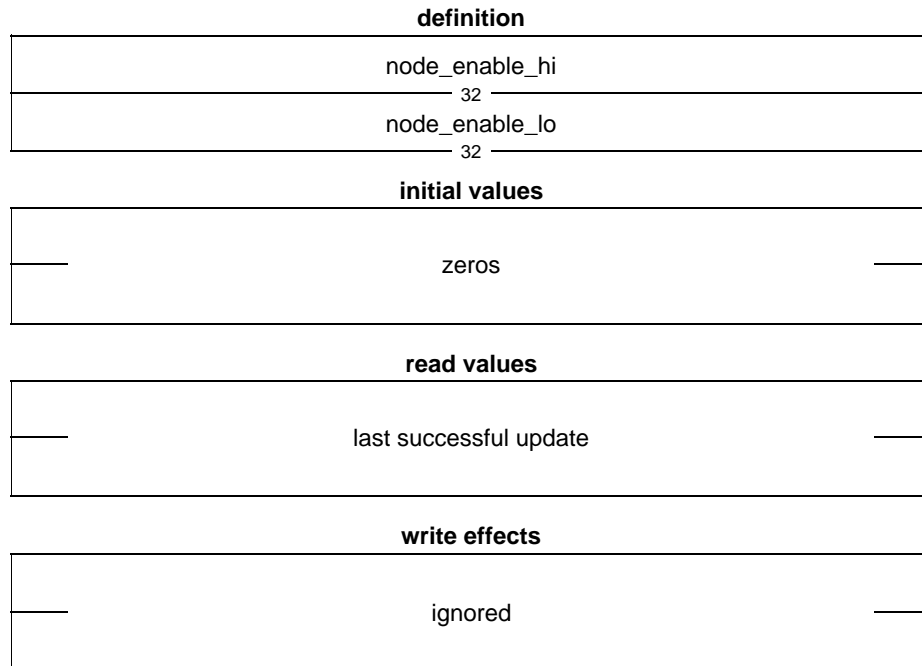 definition
node_enable_hi
32
node_enable_lo
32
initial values
zeros
read values
last successful update
write effects
ignored